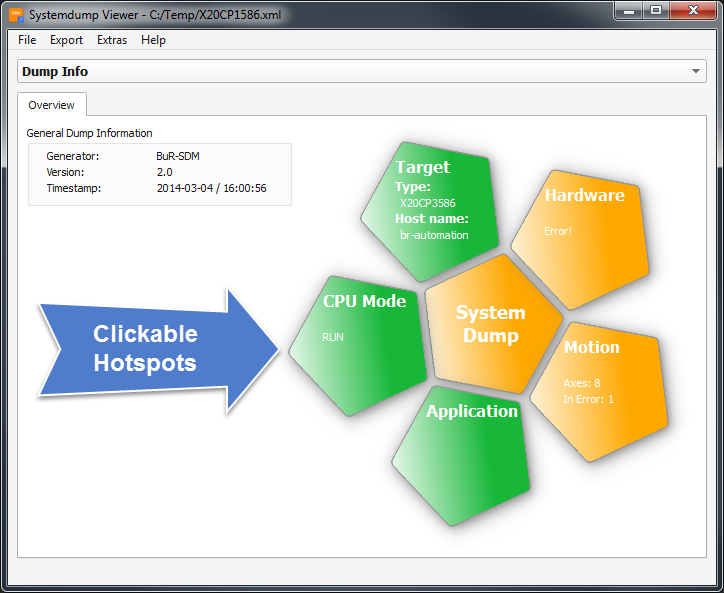 Systemdump Viewer - C:/Temp/X20CP1586.xml
File Export Extras Help
Dump Info
Overview
General Dump Information
Generator: BuR-SDM
Version: 2.0
Timestamp: 2014-03-04 / 16:00:56
Target
Type:
X20CP3586
Host name:
br-automation
Hardware
Error!
CPU Mode
RUN
System
Dump
Motion
Axes: 8
In Error: 1
Application
Clickable
Hotspots